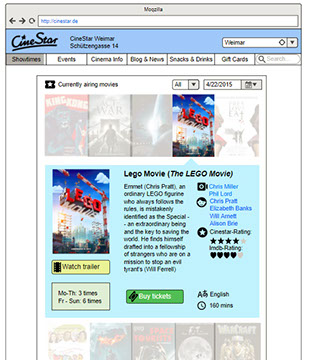 Mozilla
http://cinestar.de
CineStar
CineStar Weimar
Schützengasse 14
Weimar
Showtimes
Events
Cinema Info
Blog & News
Snacks & Drinks
Gift Cards
Search...
Currently airing movies
All
4/22/2015
KING KONG
LEGO
LEGO
Lego Movie (The LEGO Movie)
Emmet (Chris Pratt), an
ordinary LEGO figurine
who always follows the
rules, is mistakenly
identified as the Special -
- an extraordinary being
and the key to saving the
world. He finds himself
drafted into a fellowship
of strangers who are on a
mission to stop an evil
tyrant's (Will Ferrell)
Chris Miller
Phil Lord
Chris Pratt
Elizabeth Banks
Will Arnett
Alison Brie
Cinestar-Rating:
Imdb-Rating:
Watch trailer
Mo-Th: 3 times
Fr - Sun: 6 times
Buy tickets
English
160 mins